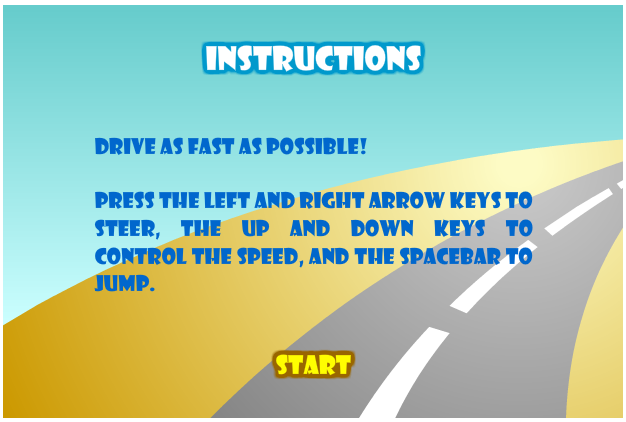 INSTRUCTIONS
DRIVE AS FAST AS POSSIBLE!
PRESS THE LEFT AND RIGHT ARROW KEYS TO
STEER, THE UP AND DOWN KEYS TO
CONTROL THE SPEED, AND THE SPACEBAR TO
JUMP.
START